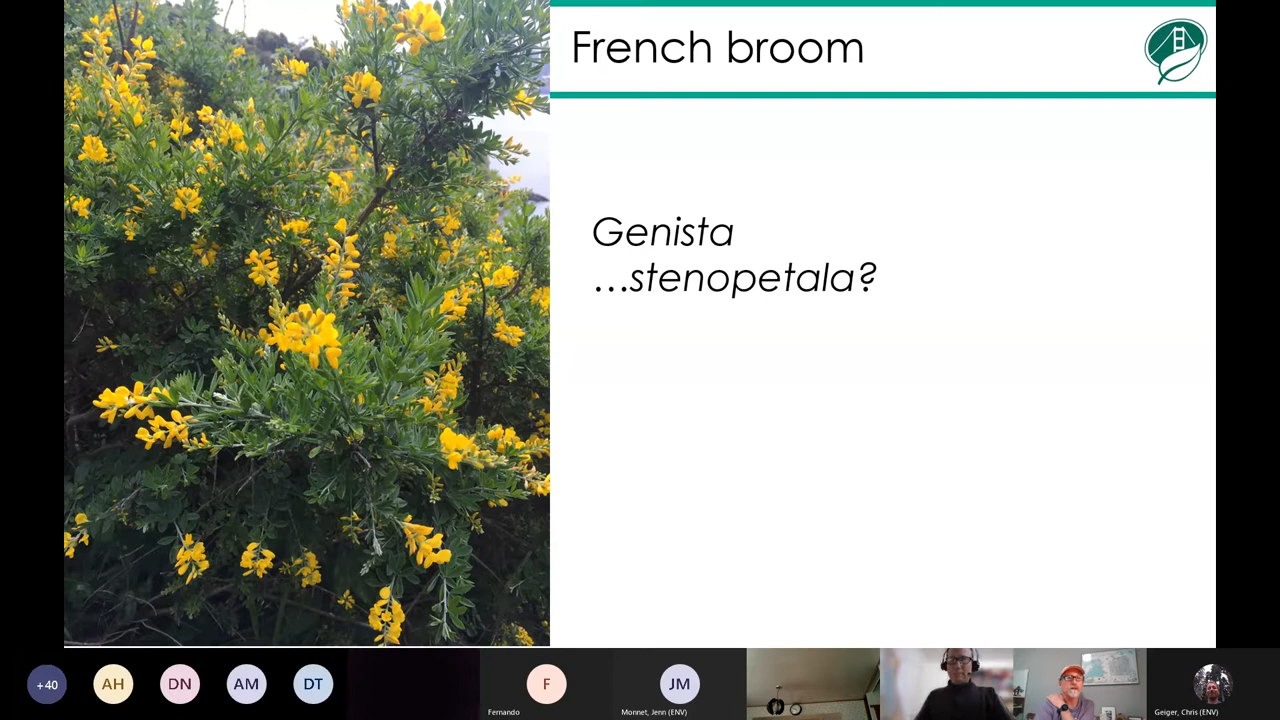 French broom
Genista
...stenopetala?
+40
AH
DN
AM
DT
F
JM
Fernando
Monnet, Jenn (ENV)
Geiger, Chris (ENV)